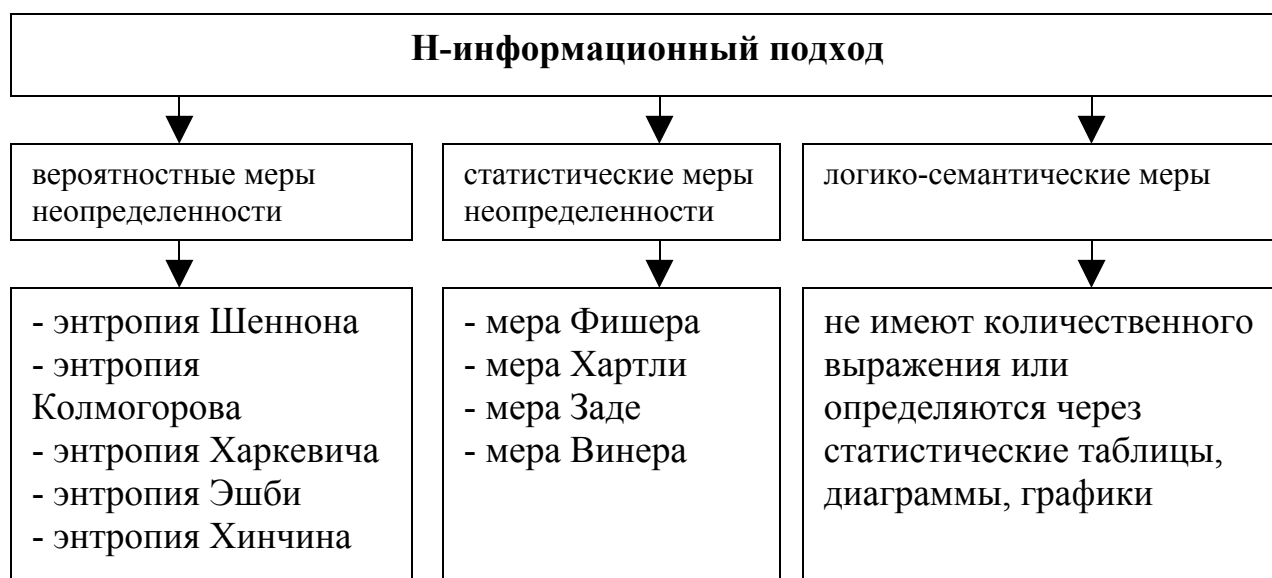 Н-информационный подход
вероятностные меры
неопределенности
статистические меры
неопределенности
логико-семантические меры
- энтропия Шеннона
- энтропия
Колмогорова
- энтропия Харкевича
- энтропия Эшби
- энтропия Хинчина
- мера Фишера
- мера Хартли
- мера Заде
- мера Винера
не имеют количественного
выражения или
определяются через
статистические таблицы,
диаграммы, графики